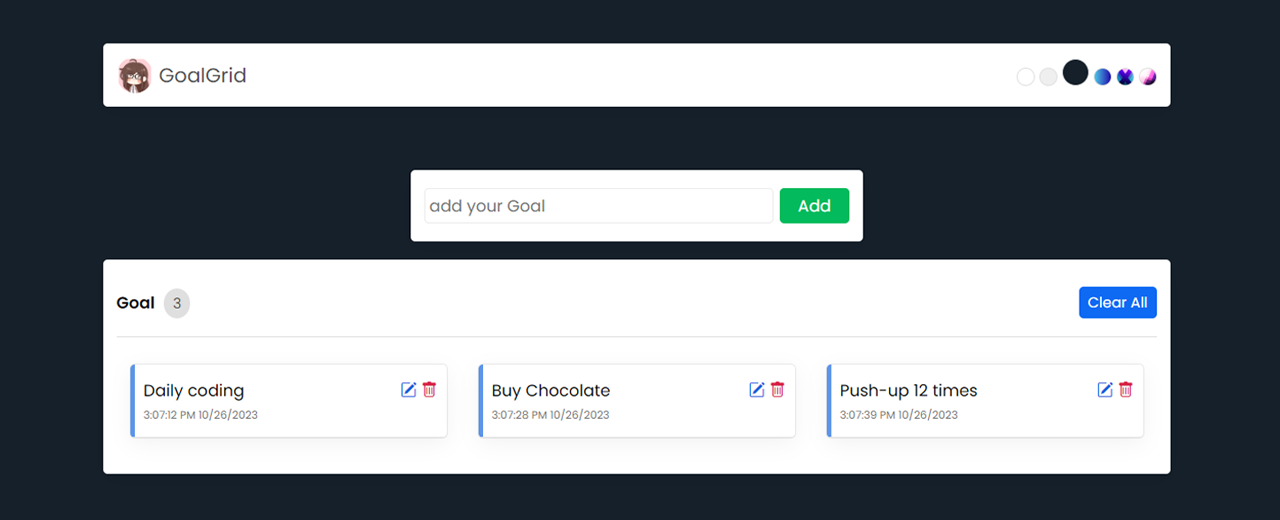 GoalGrid
add your Goal
Add
Goal 3
Clear All
Daily coding
3:07:12 PM 10/26/2023
Buy Chocolate
3:07:28 PM 10/26/2023
Push-up 12 times
3:07:39 PM 10/26/2023